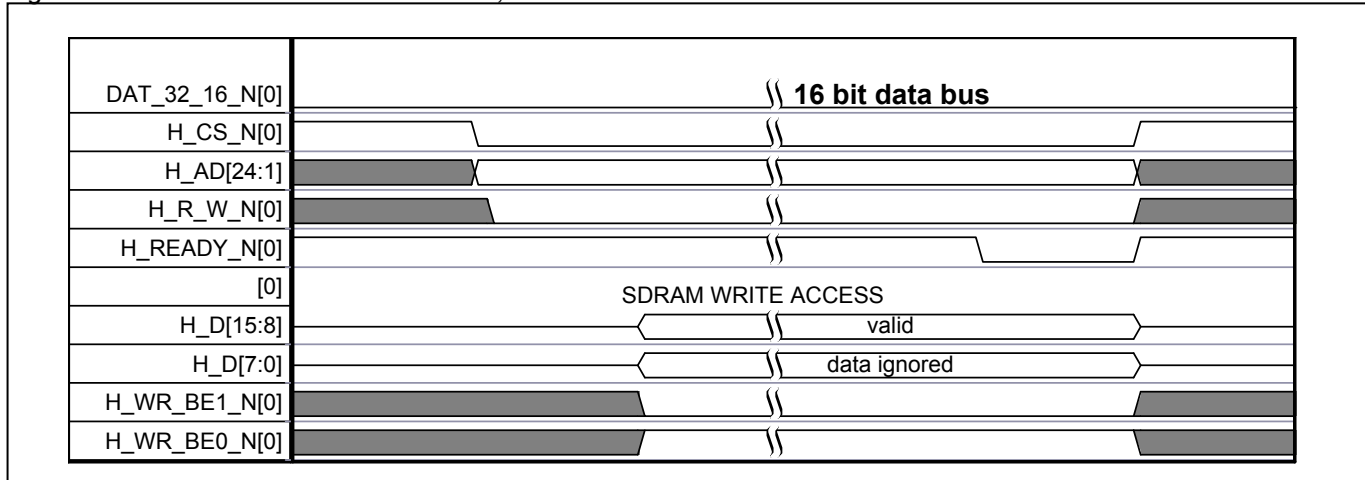 DAT_32_16_N[0] 16 bit data bus
H_CS_N[0]
H_AD[24:1]
H_R_W_N[0]
H_READY_N[0]
[0] SDRAM WRITE ACCESS
H_D[15:8] valid
H_D[7:0] data ignored
H_WR_BE1_N[0]
H_WR_BE0_N[0]